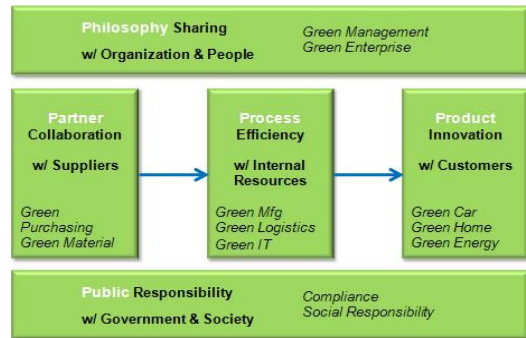 Philosophy Sharing
w/ Organization & People
Green Management
Green Enterprise
Partner
Collaboration
w/ Suppliers
Green
Purchasing
Green Material
Process
Efficiency
w/ Internal
Resources
Green Mfg
Green Logistics
Green IT
Product
Innovation
w/ Customers
Green Car
Green Home
Green Energy
Public Responsibility
w/ Government & Society
Compliance
Social Responsibility